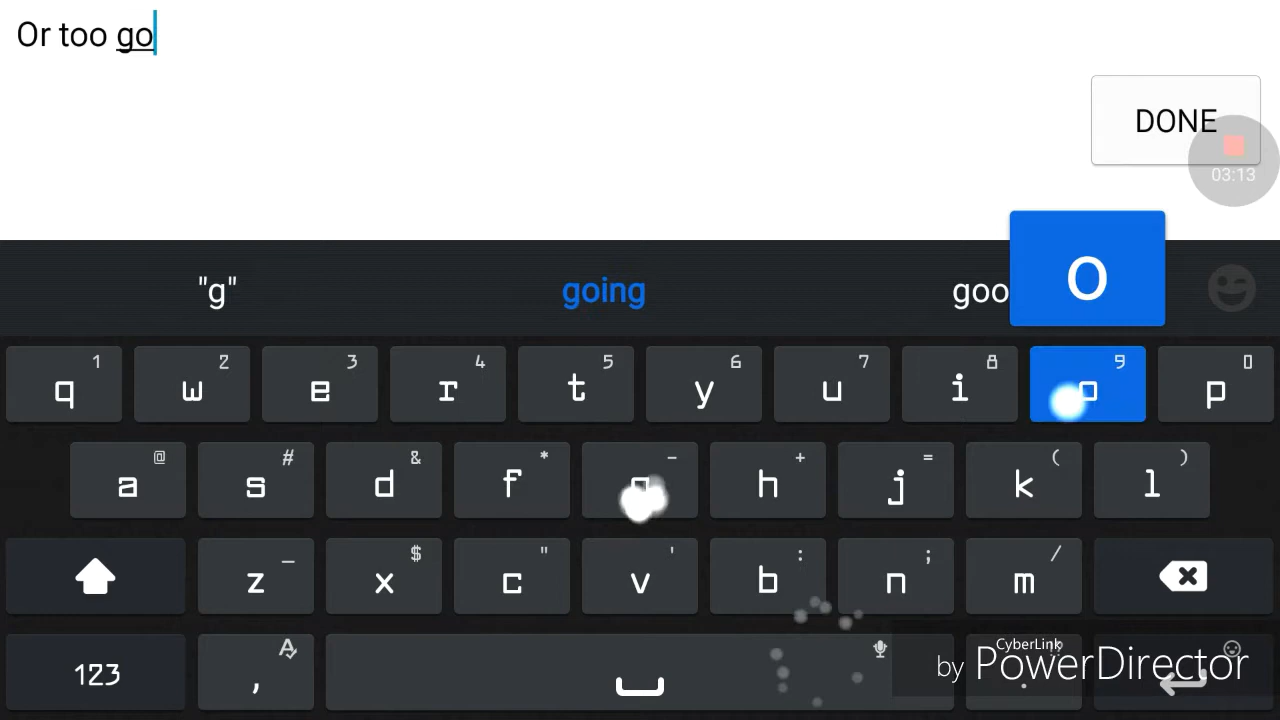 Or too go
DONE
03:13
"g" going goo
O
1 2 3 4 5 6 7 8 9 0
q w e r t y u i o p
@ # & * - + = ( )
a s d f g h j k l
_ $ " ' : ; /
z x c v b n m
123 , .
CyberLink
by PowerDirector